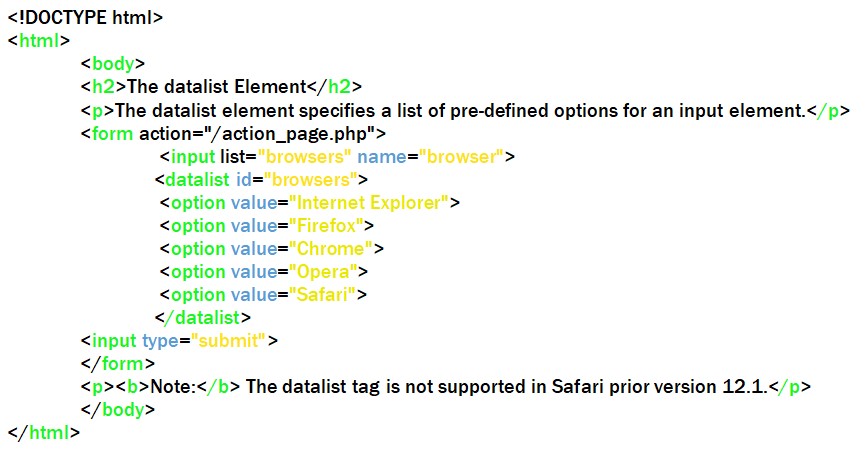 <!DOCTYPE html>
<html>
<body>
<h2>The datalist Element</h2>
<p>The datalist element specifies a list of pre-defined options for an input element.</p>
<form action="/action_page.php">
<input list="browsers" name="browser">
<datalist id="browsers">
<option value="Internet Explorer">
<option value="Firefox">
<option value="Chrome">
<option value="Opera">
<option value="Safari">
</datalist>
<input type="submit">
</form>
<p><b>Note:</b> The datalist tag is not supported in Safari prior version 12.1.</p>
</body>
</html>